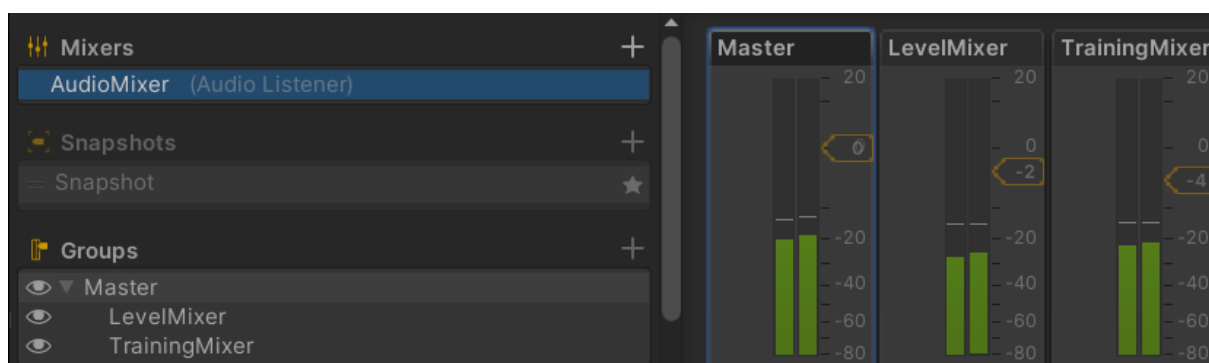 Mixers
AudioMixer (Audio Listener)
Snapshots
Snapshot
Groups
Master
LevelMixer
TrainingMixer
Master
20
0
-20
-40
-60
-80
LevelMixer
20
0
-2
-20
-40
-60
-80
TrainingMixer
20
0
-4
-20
-40
-60
-80